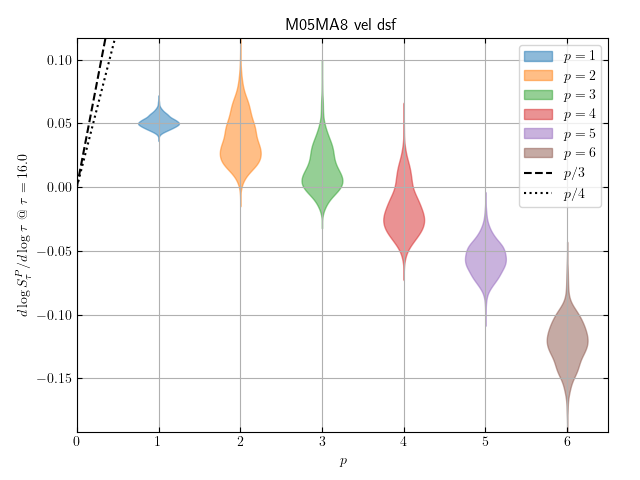 M05MA8 vel dsf
d log S_τ^P / d log τ @ τ = 16.0
0.10
0.05
0.00
−0.05
−0.10
−0.15
0 1 2 3 4 5 6
p
p = 1
p = 2
p = 3
p = 4
p = 5
p = 6
p/3
p/4